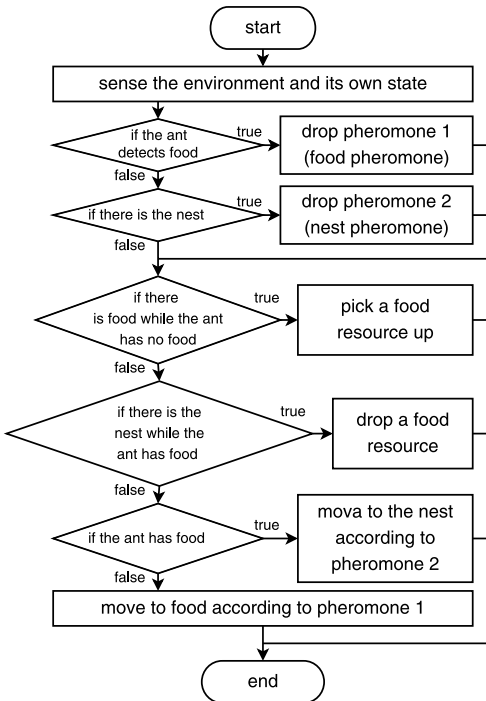 start
sense the environment and its own state
if the ant
detects food
true
drop pheromone 1
(food pheromone)
false
if there is the nest
true
drop pheromone 2
(nest pheromone)
false
if there
is food while the ant
has no food
true
pick a food
resource up
false
if there is the
nest while the
ant has food
true
drop a food
resource
false
if the ant has food
true
mova to the nest
according to
pheromone 2
false
move to food according to pheromone 1
end